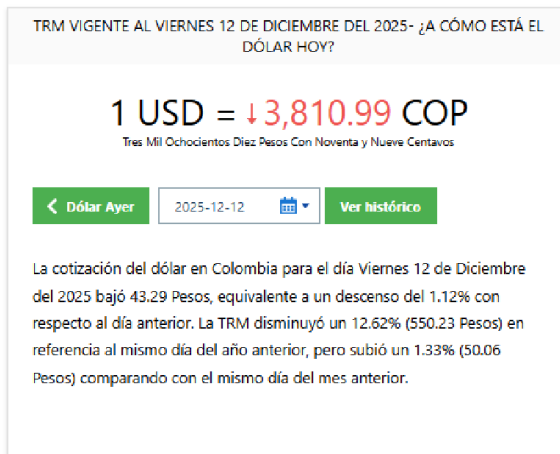 TRM VIGENTE AL VIERNES 12 DE DICIEMBRE DEL 2025- ¿A CÓMO ESTÁ EL
DÓLAR HOY?
1 USD = ↓3,810.99 COP
Tres Mil Ochocientos Diez Pesos Con Noventa y Nueve Centavos
Dólar Ayer
2025-12-12
Ver histórico
La cotización del dólar en Colombia para el día Viernes 12 de Diciembre
del 2025 bajó 43.29 Pesos, equivalente a un descenso del 1.12% con
respecto al día anterior. La TRM disminuyó un 12.62% (550.23 Pesos) en
referencia al mismo día del año anterior, pero subió un 1.33% (50.06
Pesos) comparando con el mismo día del mes anterior.